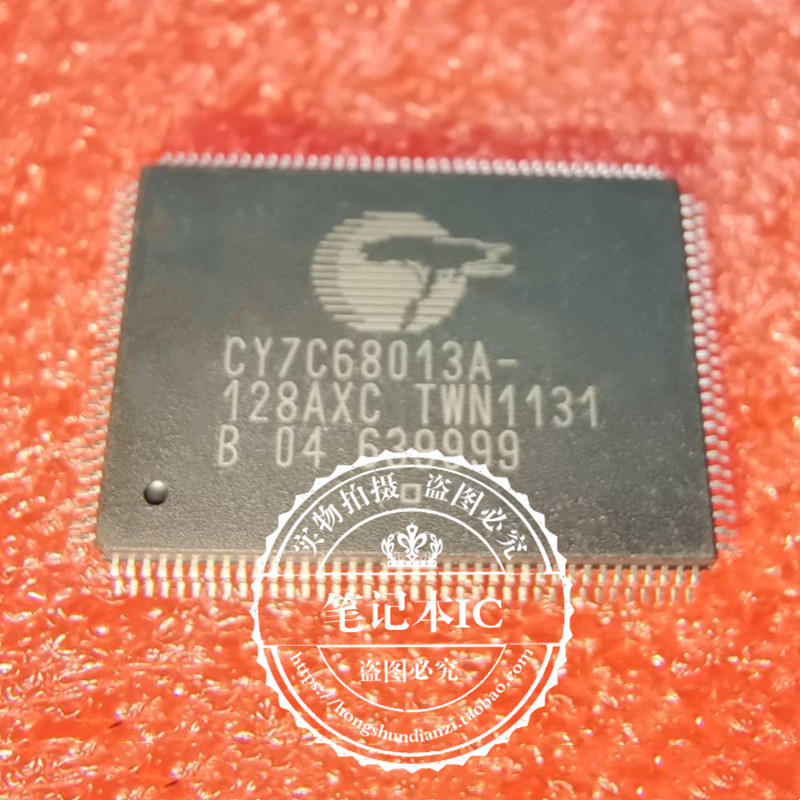 CY7C68013A-
128AXC TWN1131
B 04 639999
实物拍摄 盗图必究
笔记本IC
盗图必究
https://hongshundianzi.taobao.com